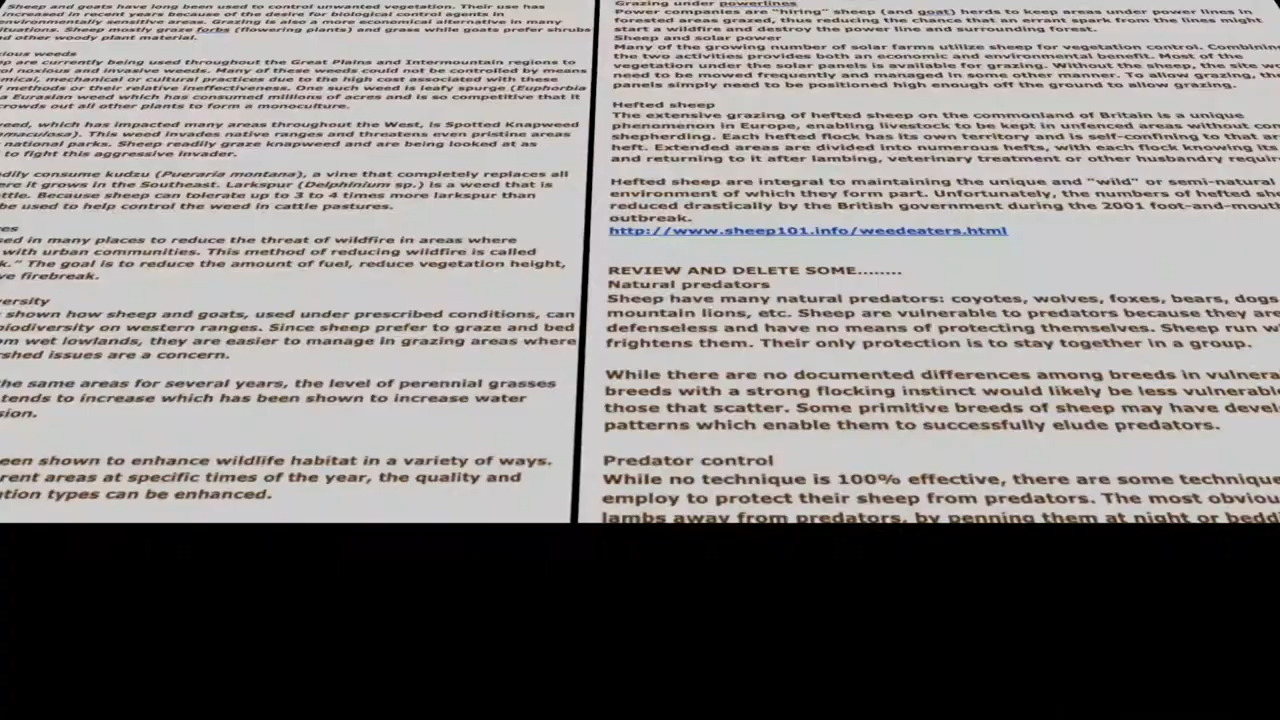 Sheep and goats have long been used to control unwanted vegetation. Their use has
increased in recent years because of the desire for biological control agents in
environmentally sensitive areas. Grazing is also a more economical alternative in many
situations. Sheep mostly graze forbs (flowering plants) and grass while goats prefer shrubs
other woody plant material.
weeds
are currently being used throughout the Great Plains and Intermountain regions to
noxious and invasive weeds. Many of these weeds could not be controlled by means
mechanical or cultural practices due to the high cost associated with these
methods or their relative ineffectiveness. One such weed is leafy spurge (Euphorbia
a Eurasian weed which has consumed millions of acres and is so competitive that it
crowds out all other plants to form a monoculture.
which has impacted many areas throughout the West, is Spotted Knapweed
This weed invades native ranges and threatens even pristine areas
national parks. Sheep readily graze knapweed and are being looked at as
to fight this aggressive invader.
consume kudzu (Pueraria montana), a vine that completely replaces all
it grows in the Southeast. Larkspur (Delphinium sp.) is a weed that is
Because sheep can tolerate up to 3 to 4 times more larkspur than
be used to help control the weed in cattle pastures.
in many places to reduce the threat of wildfire in areas where
with urban communities. This method of reducing wildfire is called
The goal is to reduce the amount of fuel, reduce vegetation height,
firebreak.
shown how sheep and goats, used under prescribed conditions, can
biodiversity on western ranges. Since sheep prefer to graze and bed
wet lowlands, they are easier to manage in grazing areas where
issues are a concern.
the same areas for several years, the level of perennial grasses
tends to increase which has been shown to increase water
been shown to enhance wildlife habitat in a variety of ways.
areas at specific times of the year, the quality and
types can be enhanced.
Grazing under powerlines
Power companies are "hiring" sheep (and goat) herds to keep areas under power lines in
forested areas grazed, thus reducing the chance that an errant spark from the lines might
start a wildfire and destroy the power line and surrounding forest.
Sheep and solar power
Many of the growing number of solar farms utilize sheep for vegetation control. Combining
the two activities provides both an economic and environmental benefit. Most of the
vegetation under the solar panels is available for grazing. Without the sheep, the site
need to be mowed frequently and managed in some other manner. To allow grazing,
panels simply need to be positioned high enough off the ground to allow grazing.
Hefted sheep
The extensive grazing of hefted sheep on the commonland of Britain is a unique
phenomenon in Europe, enabling livestock to be kept in unfenced areas without
shepherding. Each hefted flock has its own territory and is self-confining to that
heft. Extended areas are divided into numerous hefts, with each flock knowing its
and returning to it after lambing, veterinary treatment or other husbandry
Hefted sheep are integral to maintaining the unique and "wild" or semi-natural
environment of which they form part. Unfortunately, the numbers of hefted
reduced drastically by the British government during the 2001 foot-and-mouth
outbreak.
http://www.sheep101.info/weedeaters.html
REVIEW AND DELETE SOME........
Natural predators
Sheep have many natural predators: coyotes, wolves, foxes, bears, dogs
mountain lions, etc. Sheep are vulnerable to predators because they are
defenseless and have no means of protecting themselves. Sheep run
frightens them. Their only protection is to stay together in a group.
While there are no documented differences among breeds in
breeds with a strong flocking instinct would likely be less
those that scatter. Some primitive breeds of sheep may have
patterns which enable them to successfully elude predators.
Predator control
While no technique is 100% effective, there are some
employ to protect their sheep from predators. The most
lambs away from predators, by penning them at night or